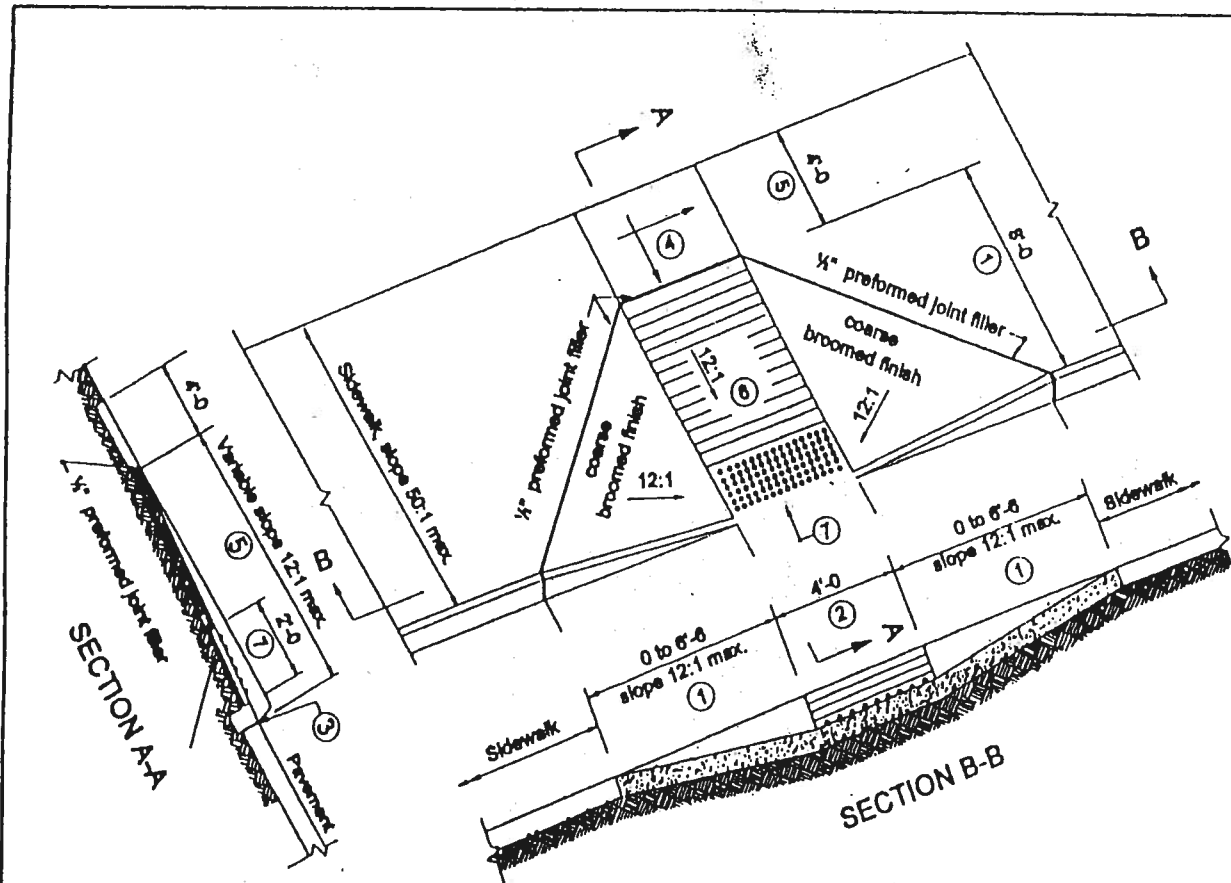 A
4'-0
5
8'-0
1
B
½" preformed joint filler
coarse
broomed finish
12:1
4
12:1
6
½" preformed joint filler
coarse
broomed finish
12:1
7
Sidewalk, slope 50:1 max.
B
4'-0
Variable slope 12:1 max.
5
2'-0
7
½" preformed joint filler
3
Pavement
SECTION A-A
Sidewalk
0 to 6'-6
slope 12:1 max.
1
4'-0
2
A
0 to 6'-6
slope 12:1 max.
1
Sidewalk
SECTION B-B